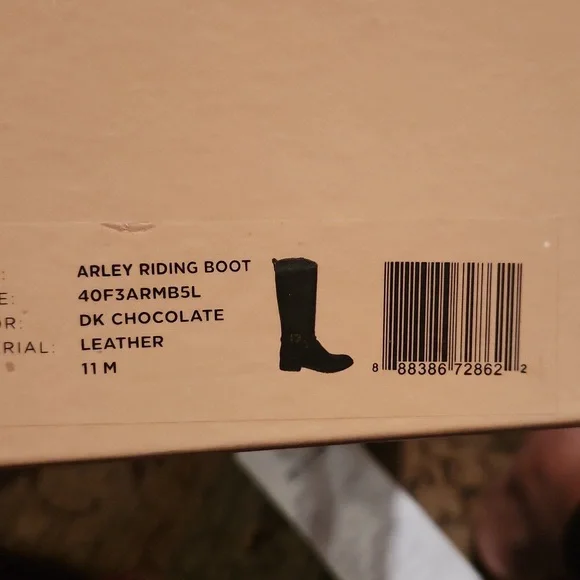 : ARLEY RIDING BOOT
E: 40F3ARMB5L
OR: DK CHOCOLATE
RIAL: LEATHER
11 M
8 88386 72862 2